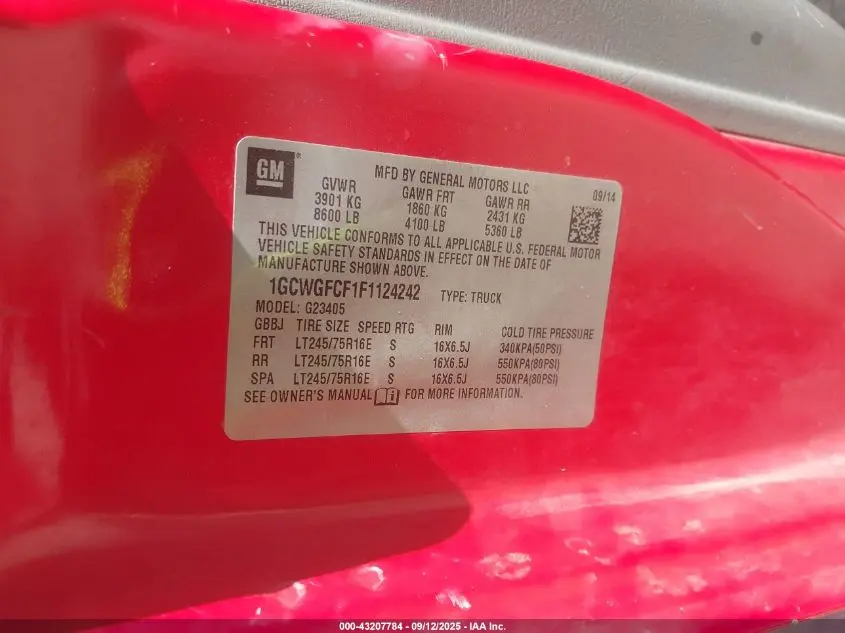 GM
MFD BY GENERAL MOTORS LLC
09/14
GVWR GAWR FRT GAWR RR
3901 KG 1860 KG 2431 KG
8600 LB 4100 LB 5360 LB
THIS VEHICLE CONFORMS TO ALL APPLICABLE U.S. FEDERAL MOTOR
VEHICLE SAFETY STANDARDS IN EFFECT ON THE DATE OF
MANUFACTURE SHOWN ABOVE.
1GCWGFCF1F1124242 TYPE: TRUCK
MODEL: G23405
GBBJ TIRE SIZE SPEED RTG RIM COLD TIRE PRESSURE
FRT LT245/75R16E S 16X6.5J 340KPA(50PSI)
RR LT245/75R16E S 16X6.5J 550KPA(80PSI)
SPA LT245/75R16E S 16X6.5J 550KPA(80PSI)
SEE OWNER'S MANUAL FOR MORE INFORMATION.
000-43207784 - 09/12/2025 - IAA Inc.